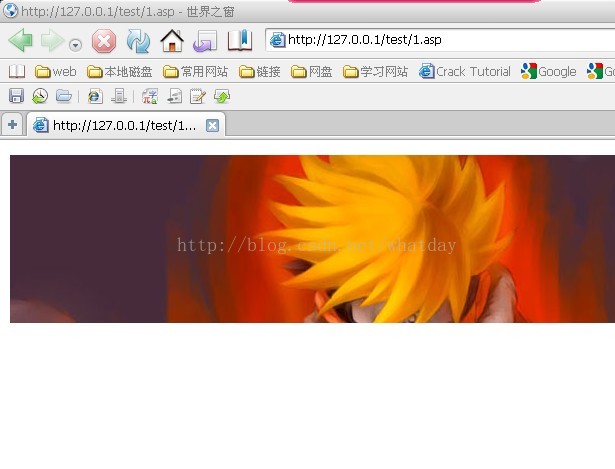 http://127.0.0.1/test/1.asp - 世界之窗
http://127.0.0.1/test/1.asp
web 本地磁盘 常用网站 链接 网盘 学习网站 Crack Tutorial Google Go
http://127.0.0.1/test/1...
http://blog.csdn.net/whatday